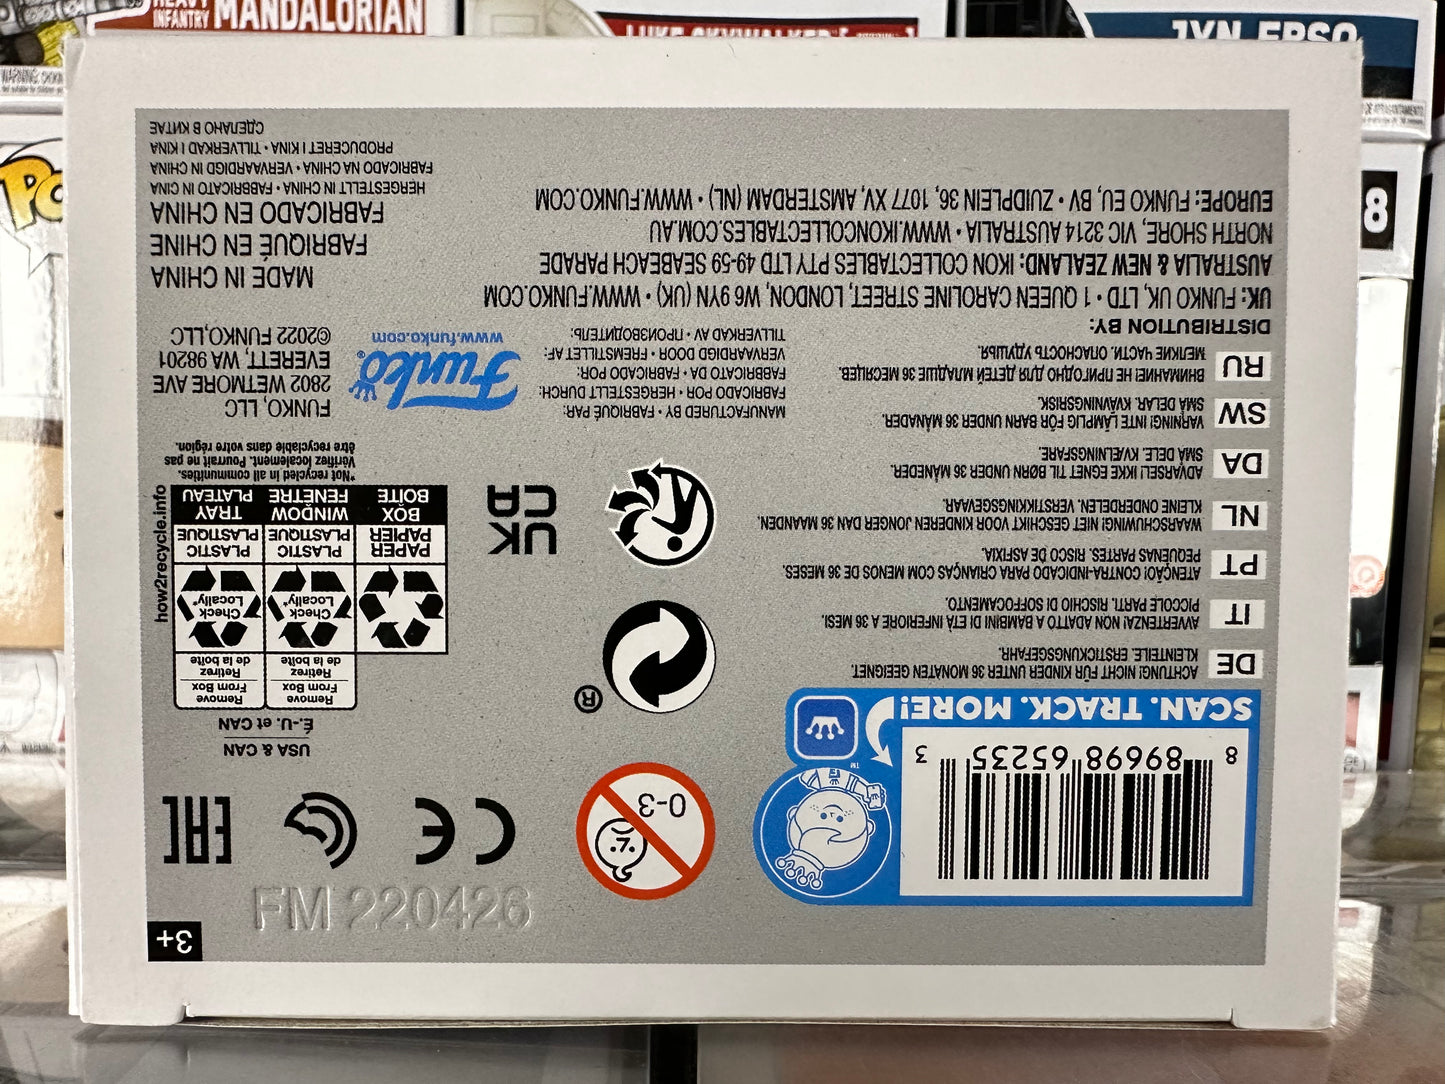 HEAVY
INFANTRY MANDALORIAN
LUKE SKYWALKER
JYN ERSO
8
FM 220426
3+
SCAN. TRACK. MORE!
8 89698 65235 3
TM
DE ACHTUNG! NICHT FÜR KINDER UNTER 36 MONATEN GEEIGNET.
KLEINTEILE. ERSTICKUNGSGEFAHR.
IT AVVERTENZA! NON ADATTO A BAMBINI DI ETÀ INFERIORE A 36 MESI.
PICCOLE PARTI. RISCHIO DI SOFFOCAMENTO.
PT ATENÇÃO! CONTRA-INDICADO PARA CRIANÇAS COM MENOS DE 36 MESES.
PEQUENAS PARTES. RISCO DE ASFIXIA.
NL WAARSCHUWING! NIET GESCHIKT VOOR KINDEREN JONGER DAN 36 MAANDEN.
KLEINE ONDERDELEN. VERSTIKKINGSGEVAAR.
DA ADVARSEL! IKKE EGNET TIL BØRN UNDER 36 MÅNEDER.
SMÅ DELE. KVÆLNINGSFARE.
SW VARNING! INTE LÄMPLIG FÖR BARN UNDER 36 MÅNADER.
SMÅ DELAR. KVÄVNINGSRISK.
RU ВНИМАНИЕ! НЕ ПРИГОДНО ДЛЯ ДЕТЕЙ МЛАДШЕ 36 МЕСЯЦЕВ.
МЕЛКИЕ ЧАСТИ. ОПАСНОСТЬ УДУШЬЯ.
0-3
®
CE
EAC
UK
CA
USA & CAN
É.-U. et CAN
Remove
From Box
Retirez
de la boîte
Remove
From Box
Retirez
de la boîte
Check
Locally*
Check
Locally*
PAPER
PAPIER
BOX
BOÎTE
PLASTIC
PLASTIQUE
WINDOW
FENÊTRE
PLASTIC
PLASTIQUE
TRAY
PLATEAU
how2recycle.info
*Not recycled in all communities.
Vérifiez localement. Pourrait ne pas
être recyclable dans votre région.
MANUFACTURED BY • FABRIQUÉ PAR:
FABRICADO POR • HERGESTELLT DURCH:
FABBRICATO DA • FABRICADO POR:
VERVAARDIGD DOOR • FREMSTILLET AF:
TILLVERKAD AV • ПРОИЗВОДИТЕЛЬ:
Funko®
www.funko.com
FUNKO, LLC
2802 WETMORE AVE
EVERETT, WA 98201
©2022 FUNKO,LLC
DISTRIBUTION BY:
UK: FUNKO UK, LTD • 1 QUEEN CAROLINE STREET, LONDON, W6 9YN (UK) • WWW.FUNKO.COM
AUSTRALIA & NEW ZEALAND: IKON COLLECTABLES PTY LTD 49-59 SEABEACH PARADE
NORTH SHORE, VIC 3214 AUSTRALIA • WWW.IKONCOLLECTABLES.COM.AU
EUROPE: FUNKO EU, BV • ZUIDPLEIN 36, 1077 XV, AMSTERDAM (NL) • WWW.FUNKO.COM
MADE IN CHINA
FABRIQUÉ EN CHINE
FABRICADO EN CHINA
HERGESTELLT IN CHINA • FABBRICATO IN CINA
FABRICADO NA CHINA • VERVAARDIGD IN CHINA
PRODUCERET I KINA • TILLVERKAD I KINA
СДЕЛАНО В КИТАЕ